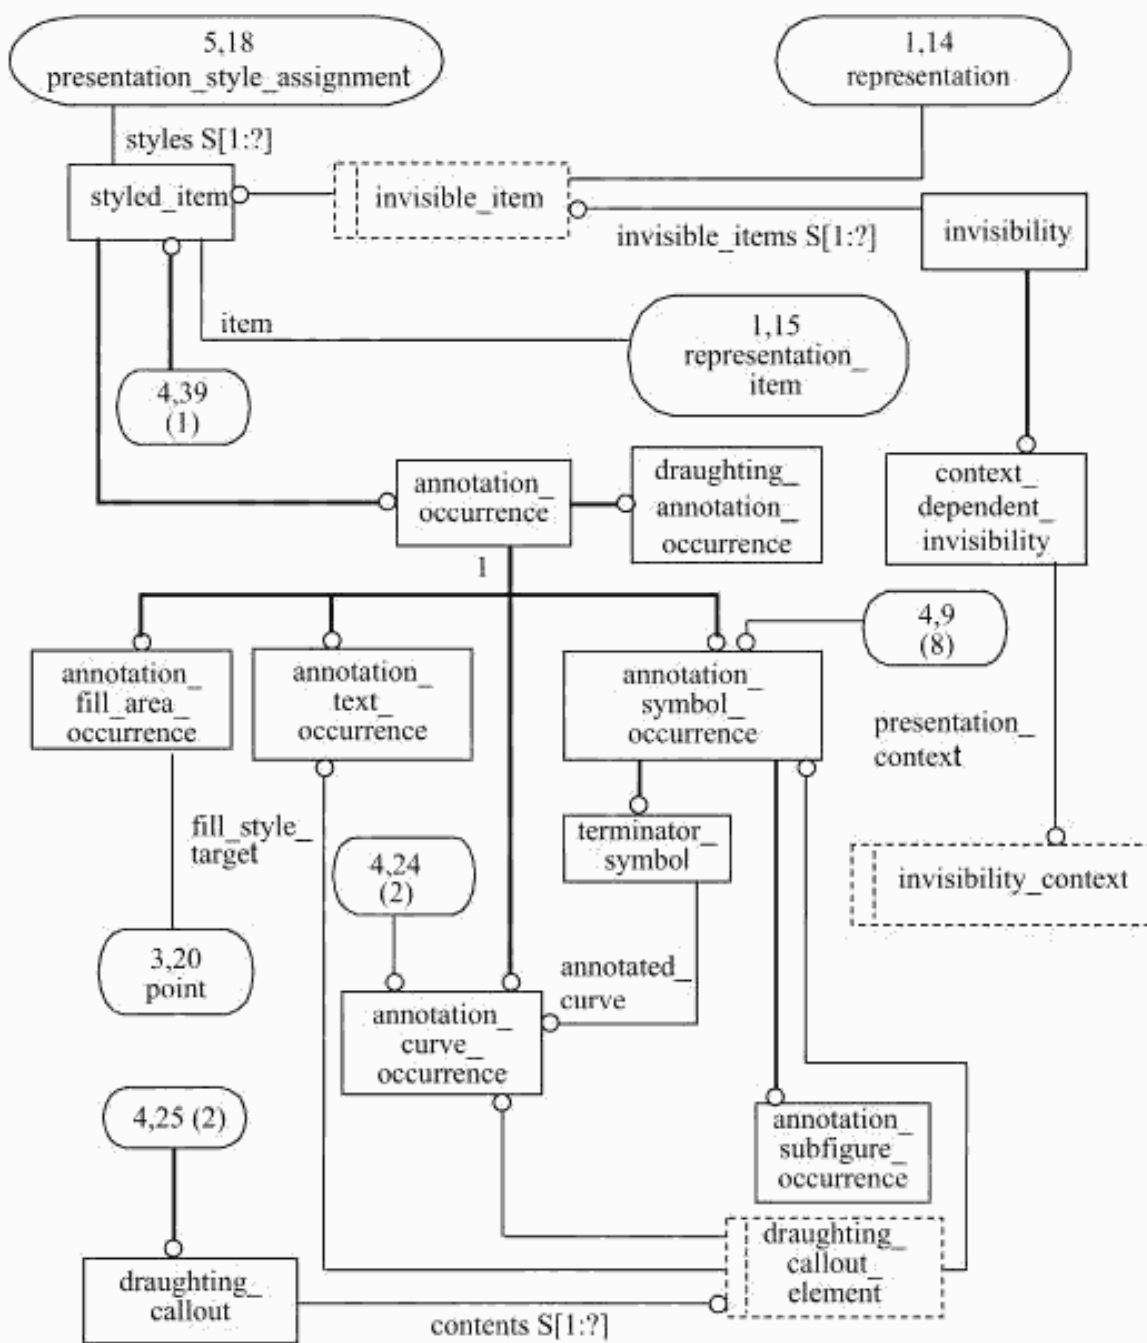 5,18
presentation_style_assignment
1,14
representation
styles S[1:?]
styled_item
invisible_item
invisible_items S[1:?]
invisibility
item
1,15
representation_
item
4,39
(1)
annotation_
occurrence
draughting_
annotation_
occurrence
context_
dependent_
invisibility
1
4,9
(8)
annotation_
fill_area_
occurrence
annotation_
text_
occurrence
annotation_
symbol_
occurrence
presentation_
context
fill_style_
target
4,24
(2)
terminator_
symbol
invisibility_context
3,20
point
annotated_
curve
annotation_
curve_
occurrence
4,25 (2)
annotation_
subfigure_
occurrence
draughting_
callout
contents S[1:?]
draughting_
callout_
element